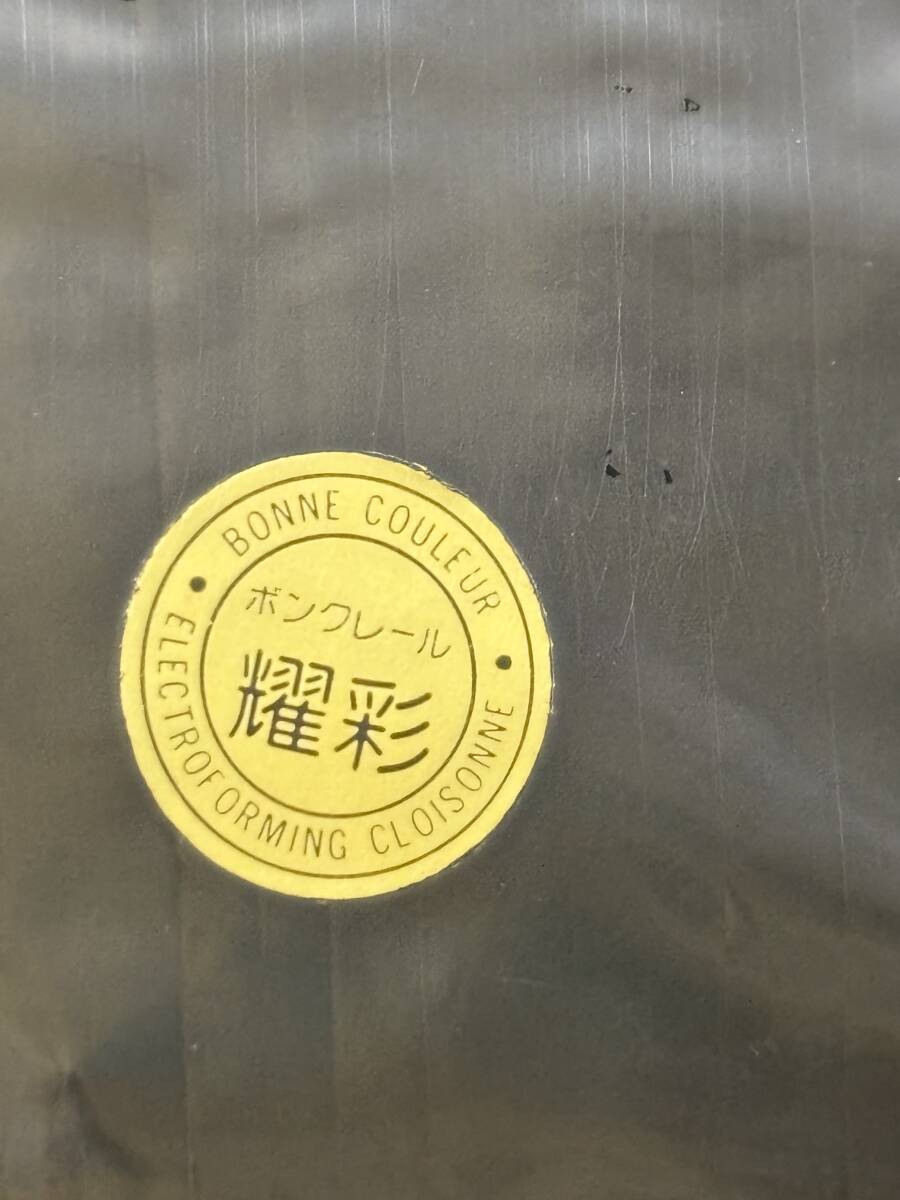 BONNE COULEUR
ボンクレール
耀彩
ELECTROFORMING CLOISONNE